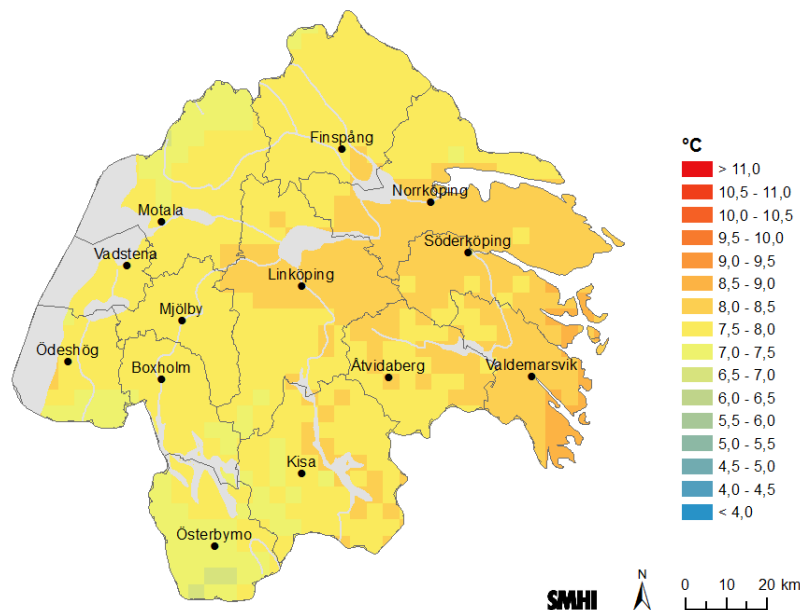 Finspång
Norrköping
Motala
Söderköping
Vadstena
Linköping
Mjölby
Ödeshög
Boxholm
Åtvidaberg
Valdemarsvik
Kisa
Österbymo
°C
> 11,0
10,5 - 11,0
10,0 - 10,5
9,5 - 10,0
9,0 - 9,5
8,5 - 9,0
8,0 - 8,5
7,5 - 8,0
7,0 - 7,5
6,5 - 7,0
6,0 - 6,5
5,5 - 6,0
5,0 - 5,5
4,5 - 5,0
4,0 - 4,5
< 4,0
SMHI
N
0 10 20 km